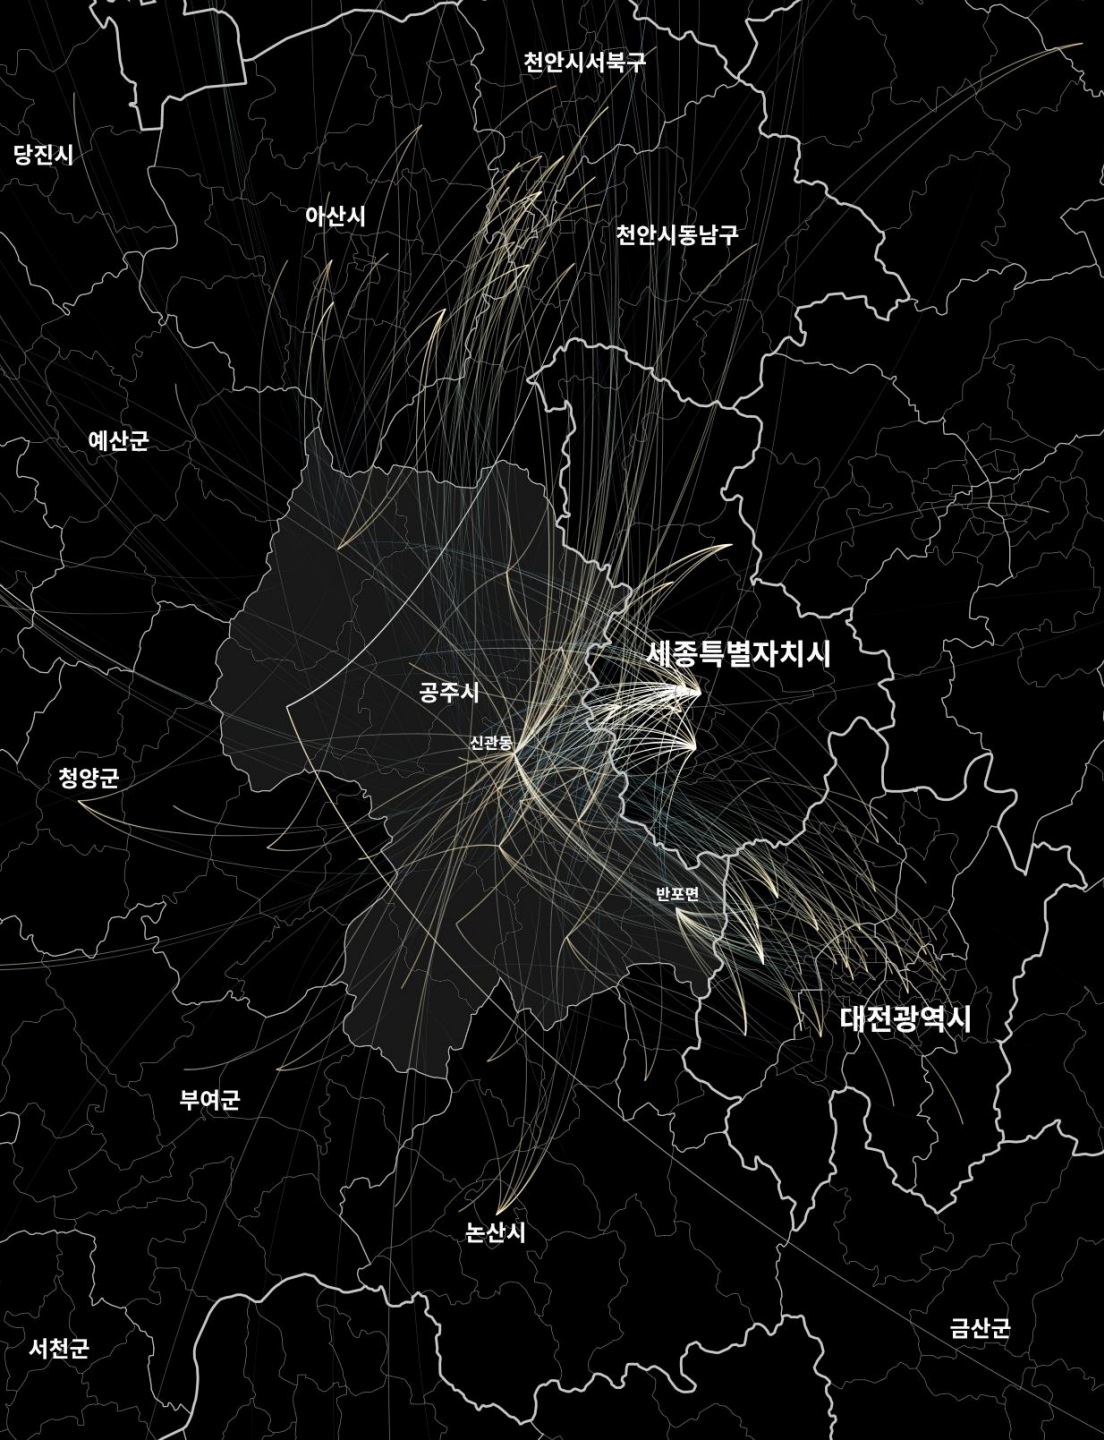 천안시서북구
당진시
아산시
천안시동남구
예산군
세종특별자치시
공주시
신관동
청양군
반포면
대전광역시
부여군
논산시
금산군
서천군